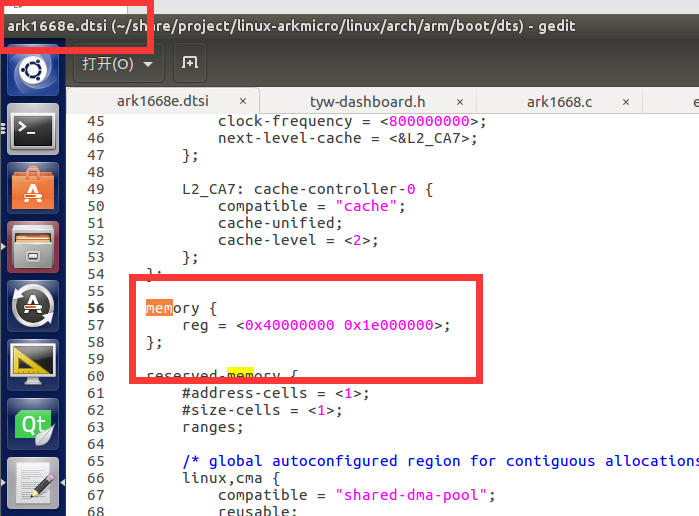 ark1668e.dtsi (~/share/project/linux-arkmicro/linux/arch/arm/boot/dts) - gedit
打开(O)
ark1668e.dtsi × tyw-dashboard.h × ark1668.c × e
45 clock-frequency = <800000000>;
46 next-level-cache = <&L2_CA7>;
47 };
48
49 L2_CA7: cache-controller-0 {
50 compatible = "cache";
51 cache-unified;
52 cache-level = <2>;
53 };
54 };
55
56 memory {
57 reg = <0x40000000 0x1e000000>;
58 };
59
60 reserved-memory {
61 #address-cells = <1>;
62 #size-cells = <1>;
63 ranges;
64
65 /* global autoconfigured region for contiguous allocations
66 linux,cma {
67 compatible = "shared-dma-pool";
68 reusable;
Qt